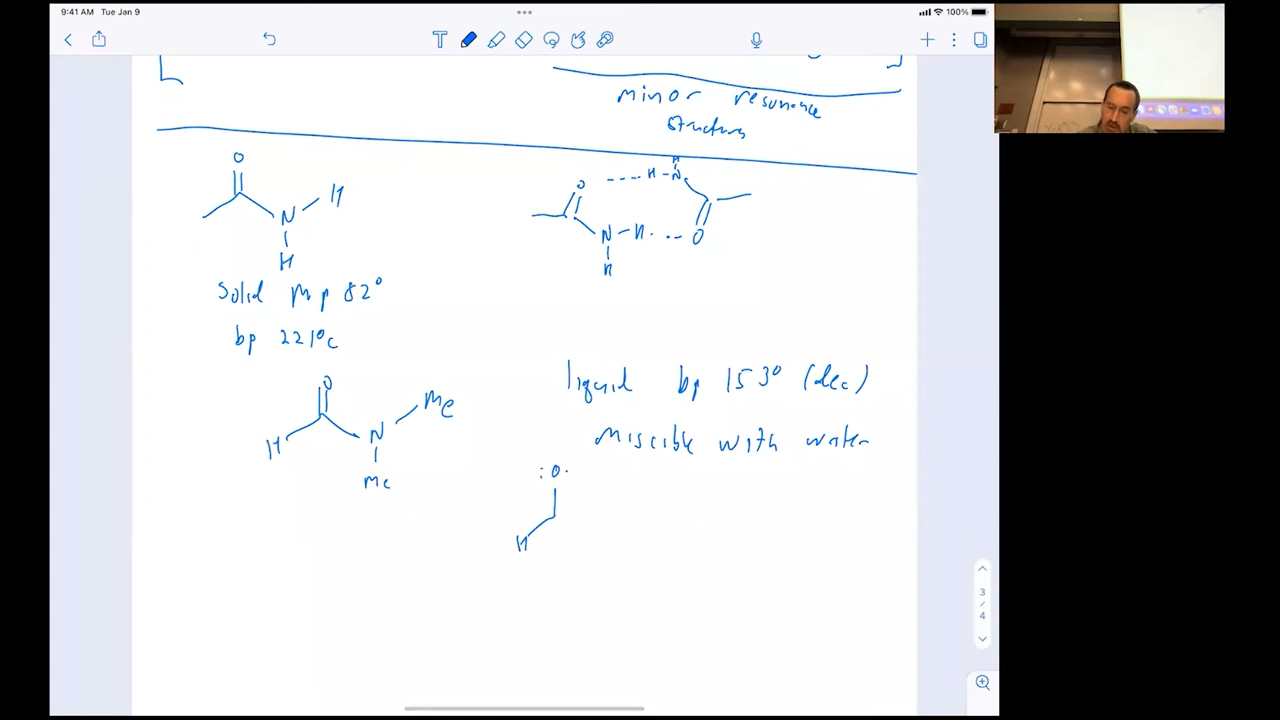 9:41 AM Tue Jan 9
100%
T
minor resonance
structures
O
N
H
H
Solid mp 82°
bp 221°c
O
H
N
H
H
N
H
H
O
O
H
N
Me
Me
liquid bp 153° (dec)
miscible with water
:O.
H
3
/
4